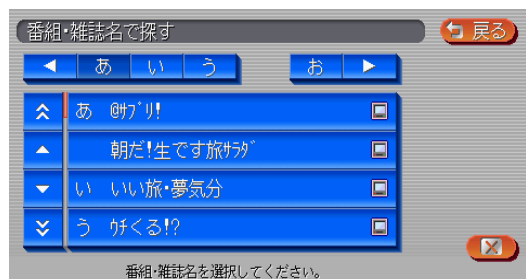 番組・雑誌名で探す
戻る
あ い う お
あ @ｻﾌﾟﾘ!
朝だ!生です旅ｻﾗﾀﾞ
い いい旅・夢気分
う ｳﾁくる!?
番組・雑誌名を選択してください。